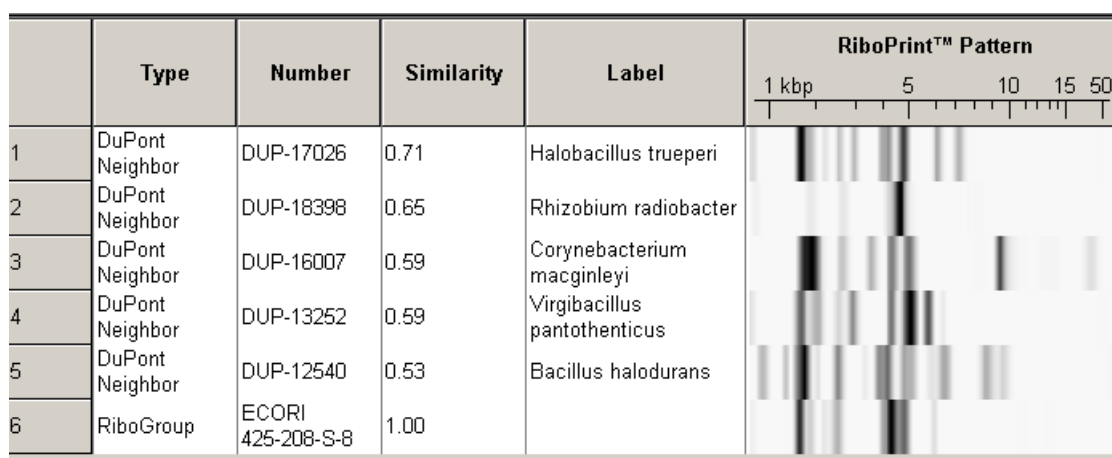 Type Number Similarity Label RiboPrint™ Pattern
1 kbp 5 10 15 50
1 DuPont Neighbor DUP-17026 0.71 Halobacillus trueperi
2 DuPont Neighbor DUP-18398 0.65 Rhizobium radiobacter
3 DuPont Neighbor DUP-16007 0.59 Corynebacterium macginleyi
4 DuPont Neighbor DUP-13252 0.59 Virgibacillus pantothenticus
5 DuPont Neighbor DUP-12540 0.53 Bacillus halodurans
6 RiboGroup ECORI 425-208-S-8 1.00